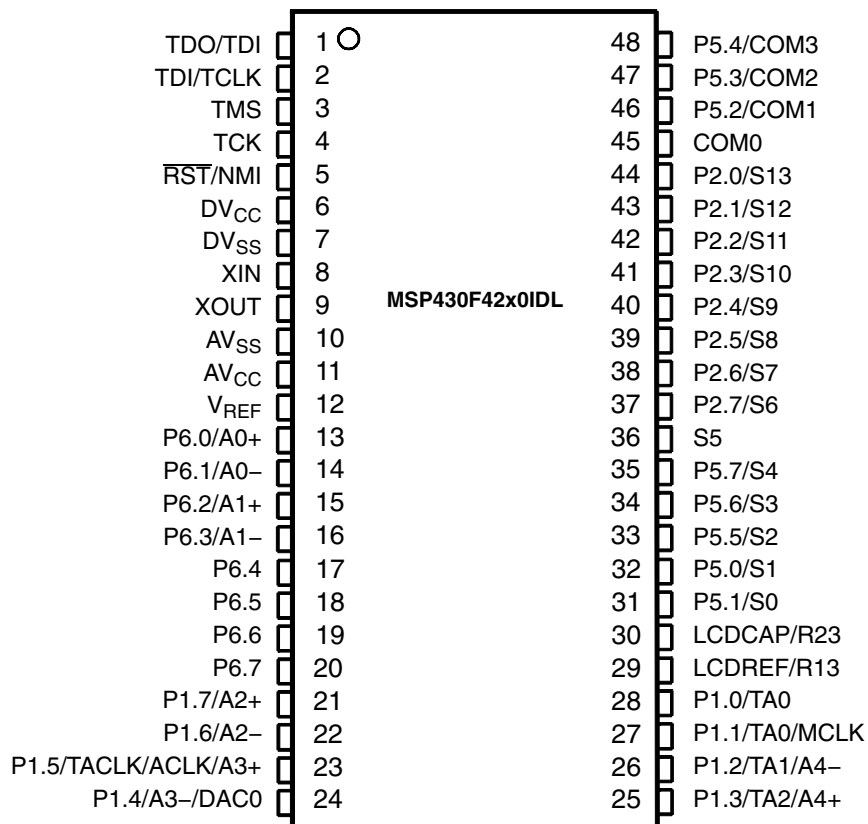 TDO/TDI 1 48 P5.4/COM3
TDI/TCLK 2 47 P5.3/COM2
TMS 3 46 P5.2/COM1
TCK 4 45 COM0
RST/NMI 5 44 P2.0/S13
DVCC 6 43 P2.1/S12
DVSS 7 42 P2.2/S11
XIN 8 41 P2.3/S10
XOUT 9 MSP430F42x0IDL 40 P2.4/S9
AVSS 10 39 P2.5/S8
AVCC 11 38 P2.6/S7
VREF 12 37 P2.7/S6
P6.0/A0+ 13 36 S5
P6.1/A0− 14 35 P5.7/S4
P6.2/A1+ 15 34 P5.6/S3
P6.3/A1− 16 33 P5.5/S2
P6.4 17 32 P5.0/S1
P6.5 18 31 P5.1/S0
P6.6 19 30 LCDCAP/R23
P6.7 20 29 LCDREF/R13
P1.7/A2+ 21 28 P1.0/TA0
P1.6/A2− 22 27 P1.1/TA0/MCLK
P1.5/TACLK/ACLK/A3+ 23 26 P1.2/TA1/A4−
P1.4/A3−/DAC0 24 25 P1.3/TA2/A4+